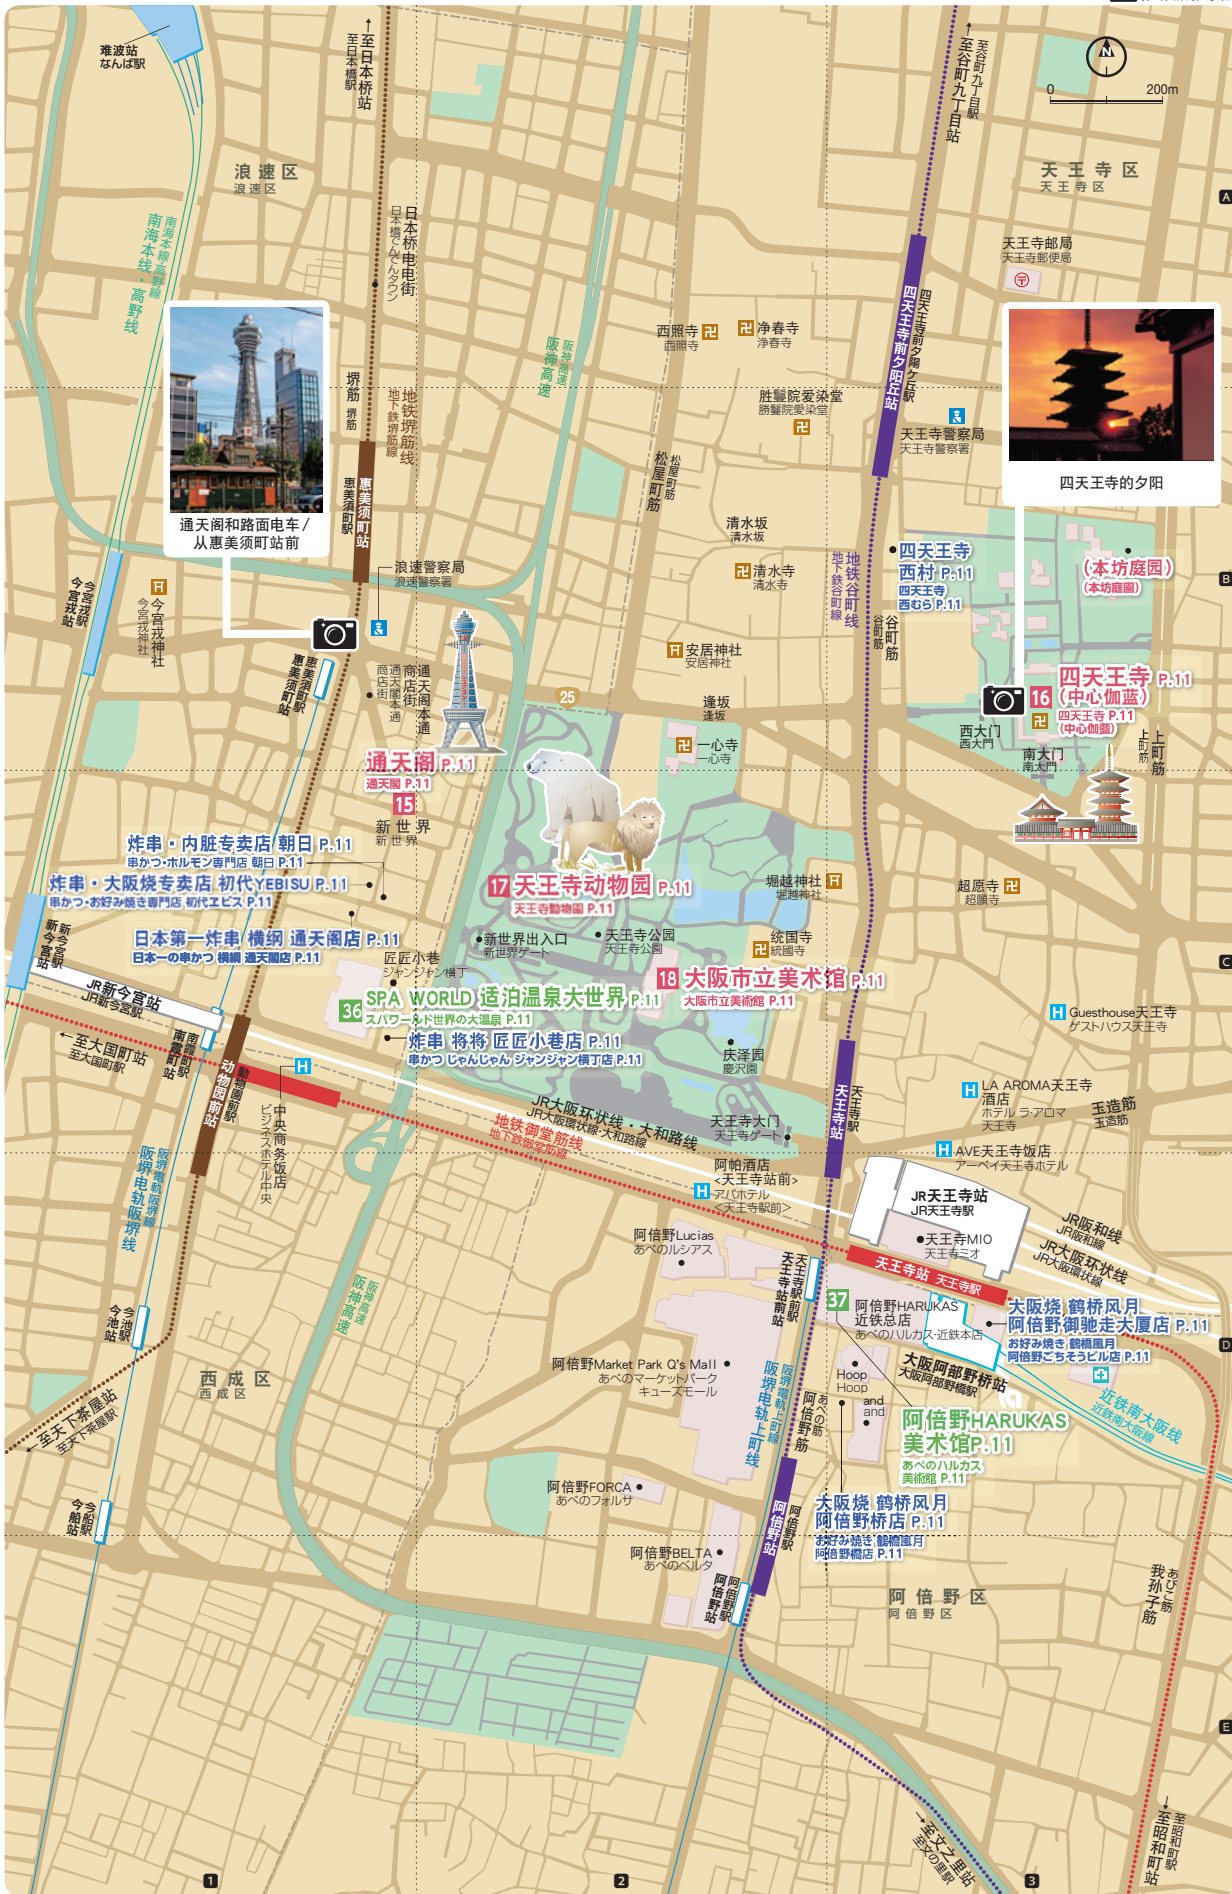 难波站
なんば駅
↑至日本桥站
至日本橋駅
↑至谷町九丁目站
至谷町九丁目駅
N
0 200m
浪速区
浪速区
天王寺区
天王寺区
A
南海本线・高野线
南海本線・高野線
日本桥电电街
日本橋でんでんタウン
天王寺邮局
天王寺郵便局
四天王寺前夕阳丘站
四天王寺前夕陽ヶ丘駅
西照寺
西照寺
净春寺
浄春寺
阪神高速
阪神高速
堺筋
堺筋
地铁堺筋线
地下鉄堺筋線
胜鬘院爱染堂
勝鬘院愛染堂
天王寺警察局
天王寺警察署
四天王寺的夕阳
松屋町筋
松屋町筋
惠美须町站
恵美須町駅
通天阁和路面电车/
从惠美须町站前
清水坂
清水坂
浪速警察局
浪速警察署
清水寺
清水寺
地铁谷町线
地下鉄谷町線
四天王寺
西村 P.11
四天王寺
西むら P.11
(本坊庭园)
(本坊庭園)
B
今宫戎站
今宮戎駅
今宫戎神社
今宮戎神社
谷町筋
谷町筋
安居神社
安居神社
惠美须町站
恵美須町駅
通天阁本通
商店街
通天閣本通
商店街
25
逢坂
逢坂
16
四天王寺 P.11
(中心伽蓝)
四天王寺 P.11
(中心伽藍)
西大门
西大門
南大门
南大門
上町筋
上町筋
一心寺
一心寺
通天阁 P.11
通天閣 P.11
15
新世界
新世界
炸串・内脏专卖店 朝日 P.11
串かつ・ホルモン専門店 朝日 P.11
炸串・大阪烧专卖店 初代YEBISU P.11
串かつ・お好み焼き専門店 初代ヱビス P.11
17 天王寺动物园 P.11
天王寺動物園 P.11
堀越神社
堀越神社
超愿寺
超願寺
日本第一炸串 横纲 通天阁店 P.11
日本一の串かつ 横綱 通天閣店 P.11
新今宫站
新今宮駅
新世界出入口
新世界ゲート
天王寺公园
天王寺公園
统国寺
統國寺
匠匠小巷
ジャンジャン横丁
C
18 大阪市立美术馆 P.11
大阪市立美術館 P.11
JR新今宫站
JR新今宮駅
36 SPA WORLD 适泊温泉大世界 P.11
スパワールド世界の大温泉 P.11
Guesthouse天王寺
ゲストハウス天王寺
←至大国町站
至大国町駅
南霞町站
南霞町駅
炸串 将将 匠匠小巷店 P.11
串かつ じゃんじゃん ジャンジャン横丁店 P.11
庆泽园
慶沢園
动物园前站
動物園前駅
天王寺站
天王寺駅
LA AROMA天王寺
酒店
ホテル ラ・アロマ
天王寺
玉造筋
玉造筋
中央商务饭店
ビジネスホテル中央
JR大阪环状线・大和路线
JR大阪環状線・大和路線
地铁御堂筋线
地下鉄御堂筋線
天王寺大门
天王寺ゲート
AVE天王寺饭店
アーベイ天王寺ホテル
阿帕酒店
<天王寺站前>
アパホテル
<天王寺駅前>
阪堺电轨阪堺线
阪堺電軌阪堺線
JR天王寺站
JR天王寺駅
JR阪和线
JR阪和線
天王寺MIO
天王寺ミオ
JR大阪环状线
JR大阪環状線
阿倍野Lucias
あべのルシアス
天王寺站前站
天王寺駅前駅
天王寺站 天王寺駅
阪神高速
阪神高速
37
阿倍野HARUKAS
近铁总店
あべのハルカス・近鉄本店
大阪烧 鹤桥风月
阿倍野御驰走大厦店 P.11
お好み焼き 鶴橋風月
阿倍野ごちそうビル店 P.11
D
今池站
今池駅
阿倍野Market Park Q's Mall
あべのマーケットパーク
キューズモール
Hoop
Hoop
大阪阿部野桥站
大阪阿部野橋駅
and
and
西成区
西成区
阪堺电轨上町线
阪堺電軌上町線
阿倍野筋
あべの筋
近铁南大阪线
近鉄南大阪線
←至天下茶屋站
至天下茶屋駅
阿倍野HARUKAS
美术馆P.11
あべのハルカス
美術館 P.11
阿倍野FORCA
あべのフォルサ
阿倍野站
阿倍野駅
大阪烧 鹤桥风月
阿倍野桥店 P.11
お好み焼き 鶴橋風月
阿倍野橋店 P.11
今船站
今船駅
阿倍野BELTA
あべのベルタ
阿倍野站
阿倍野駅
阿倍野区
阿倍野区
我孙子筋
あびこ筋
E
→至文之里站
至文の里駅
→至昭和町站
至昭和町駅
1
2
3